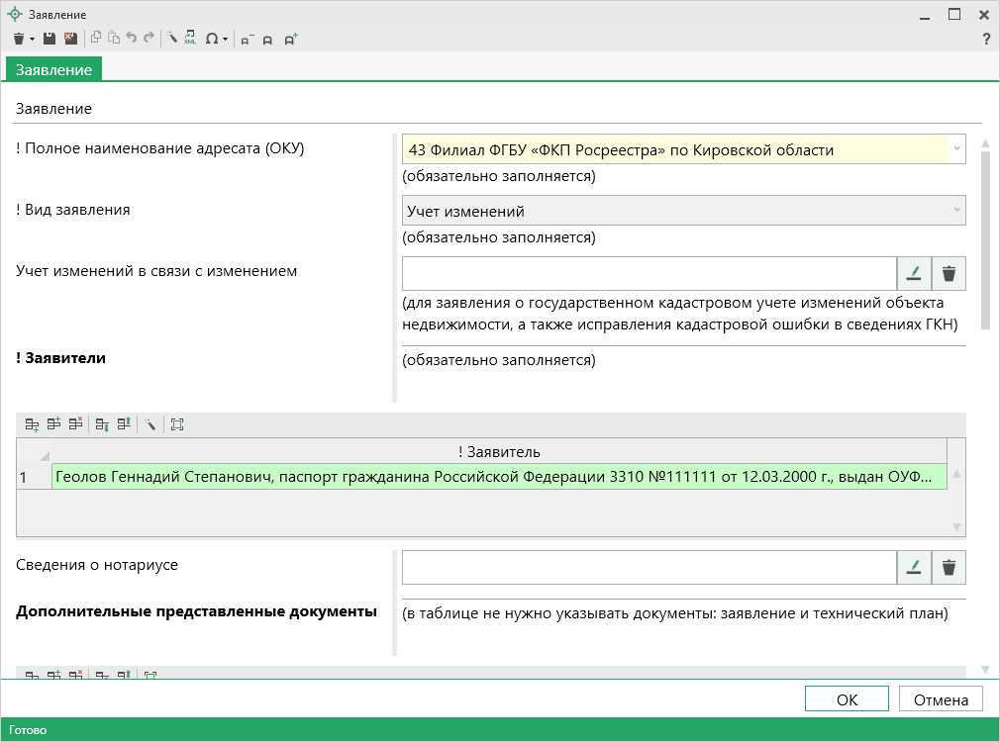 Заявление
XML
Ω
A−
A
A+
?
Заявление
Заявление
! Полное наименование адресата (ОКУ)
43 Филиал ФГБУ «ФКП Росреестра» по Кировской области
(обязательно заполняется)
! Вид заявления
Учет изменений
(обязательно заполняется)
Учет изменений в связи с изменением
(для заявления о государственном кадастровом учете изменений объекта
недвижимости, а также исправления кадастровой ошибки в сведениях ГКН)
! Заявители
(обязательно заполняется)
! Заявитель
1
Геолов Геннадий Степанович, паспорт гражданина Российской Федерации 3310 №111111 от 12.03.2000 г., выдан ОУФ...
Сведения о нотариусе
Дополнительные представленные документы
(в таблице не нужно указывать документы: заявление и технический план)
ОК
Отмена
Готово